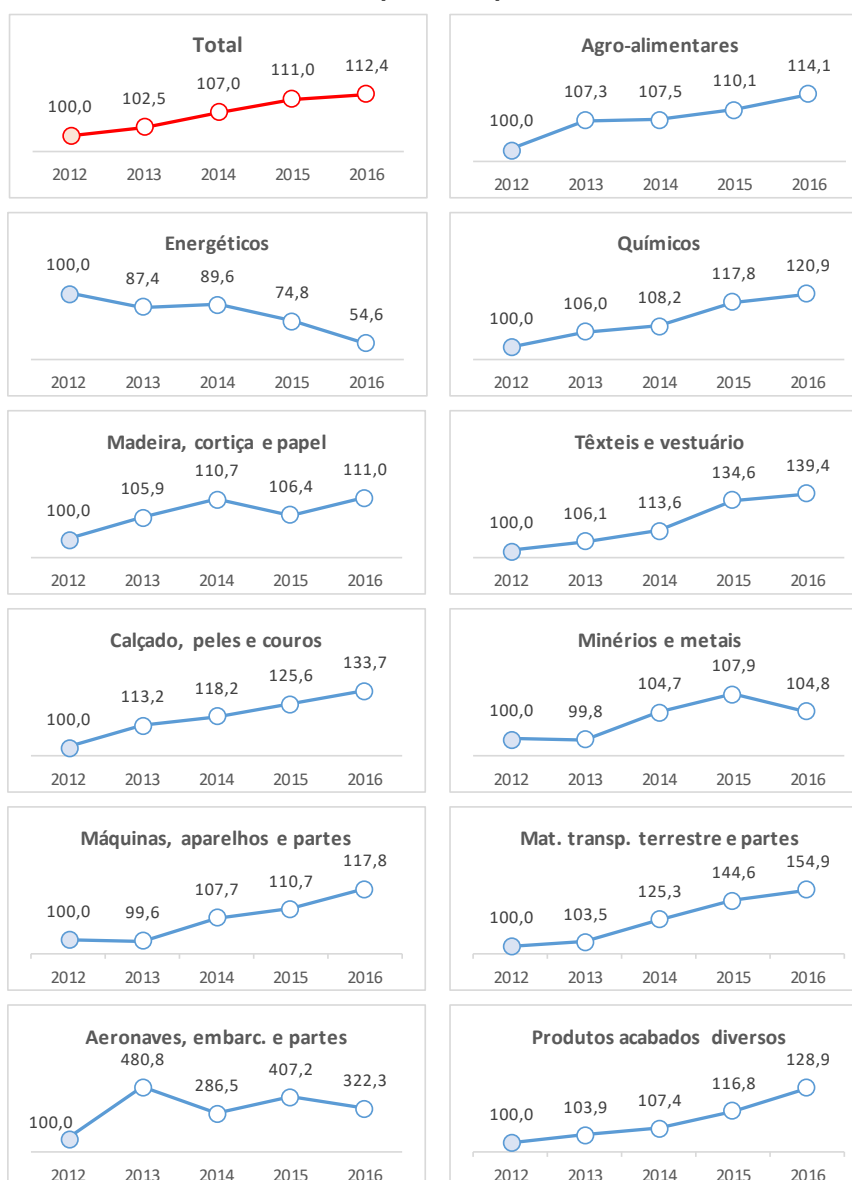 Total
100,0 102,5 107,0 111,0 112,4
2012 2013 2014 2015 2016
Agro-alimentares
100,0 107,3 107,5 110,1 114,1
2012 2013 2014 2015 2016
Energéticos
100,0 87,4 89,6 74,8 54,6
2012 2013 2014 2015 2016
Químicos
100,0 106,0 108,2 117,8 120,9
2012 2013 2014 2015 2016
Madeira, cortiça e papel
100,0 105,9 110,7 106,4 111,0
2012 2013 2014 2015 2016
Têxteis e vestuário
100,0 106,1 113,6 134,6 139,4
2012 2013 2014 2015 2016
Calçado, peles e couros
100,0 113,2 118,2 125,6 133,7
2012 2013 2014 2015 2016
Minérios e metais
100,0 99,8 104,7 107,9 104,8
2012 2013 2014 2015 2016
Máquinas, aparelhos e partes
100,0 99,6 107,7 110,7 117,8
2012 2013 2014 2015 2016
Mat. transp. terrestre e partes
100,0 103,5 125,3 144,6 154,9
2012 2013 2014 2015 2016
Aeronaves, embarc. e partes
100,0 480,8 286,5 407,2 322,3
2012 2013 2014 2015 2016
Produtos acabados diversos
100,0 103,9 107,4 116,8 128,9
2012 2013 2014 2015 2016